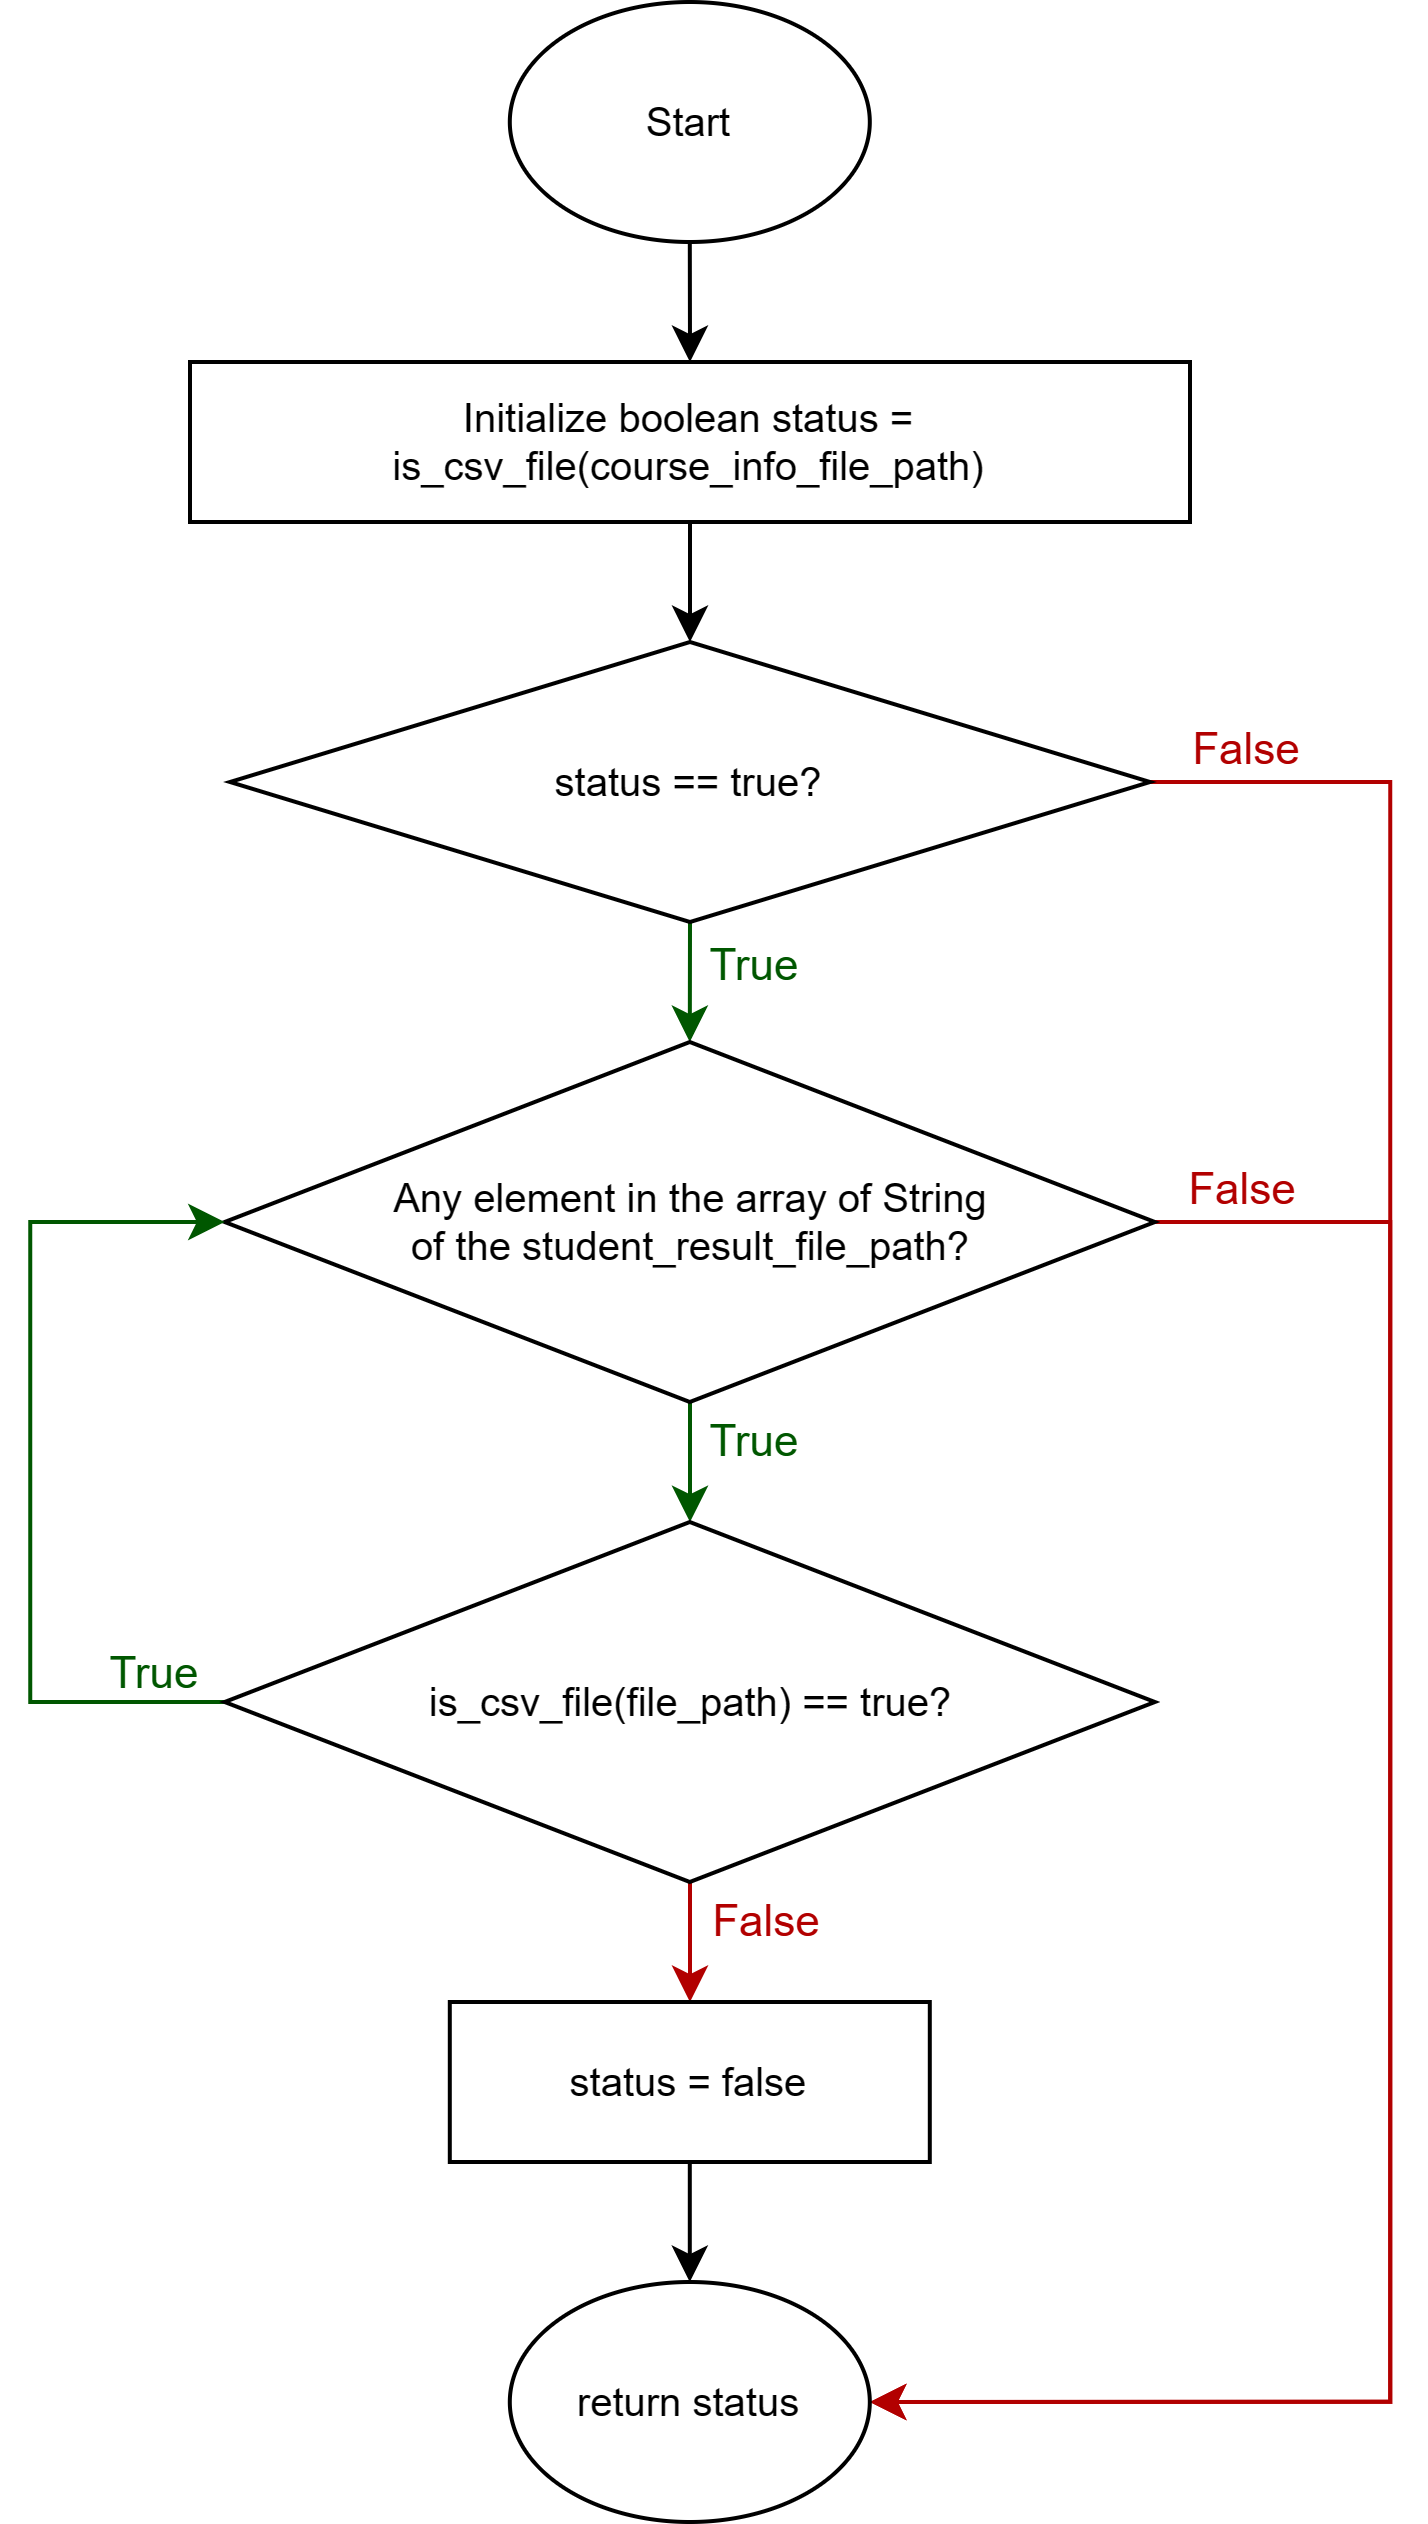 Start
Initialize boolean status =
is_csv_file(course_info_file_path)
status == true?
False
True
Any element in the array of String
of the student_result_file_path?
False
True
is_csv_file(file_path) == true?
True
False
status = false
return status